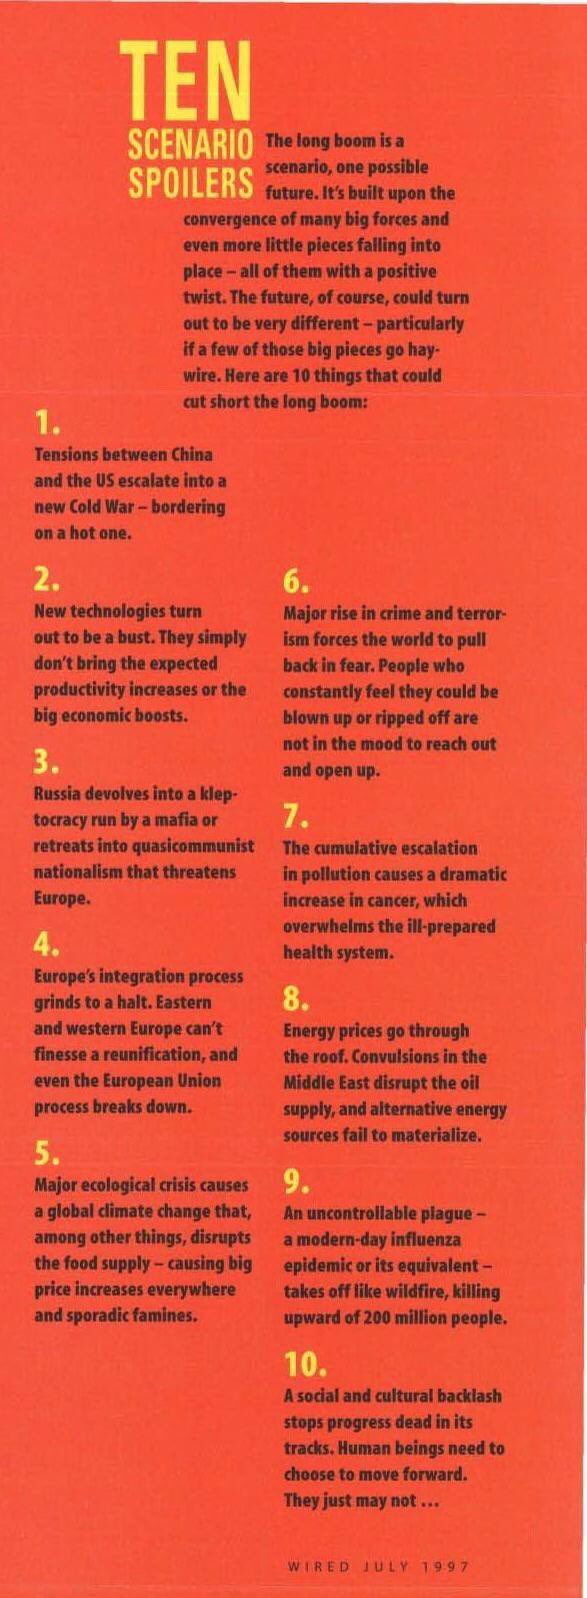 TEN
SCENARIO
SPOILERS
The long boom is a
scenario, one possible
future. It's built upon the
convergence of many big forces and
even more little pieces falling into
place – all of them with a positive
twist. The future, of course, could turn
out to be very different – particularly
if a few of those big pieces go hay-
wire. Here are 10 things that could
cut short the long boom:
1.
Tensions between China
and the US escalate into a
new Cold War – bordering
on a hot one.
2.
New technologies turn
out to be a bust. They simply
don't bring the expected
productivity increases or the
big economic boosts.
3.
Russia devolves into a klep-
tocracy run by a mafia or
retreats into quasicommunist
nationalism that threatens
Europe.
4.
Europe's integration process
grinds to a halt. Eastern
and western Europe can't
finesse a reunification, and
even the European Union
process breaks down.
5.
Major ecological crisis causes
a global climate change that,
among other things, disrupts
the food supply – causing big
price increases everywhere
and sporadic famines.
6.
Major rise in crime and terror-
ism forces the world to pull
back in fear. People who
constantly feel they could be
blown up or ripped off are
not in the mood to reach out
and open up.
7.
The cumulative escalation
in pollution causes a dramatic
increase in cancer, which
overwhelms the ill-prepared
health system.
8.
Energy prices go through
the roof. Convulsions in the
Middle East disrupt the oil
supply, and alternative energy
sources fail to materialize.
9.
An uncontrollable plague –
a modern-day influenza
epidemic or its equivalent –
takes off like wildfire, killing
upward of 200 million people.
10.
A social and cultural backlash
stops progress dead in its
tracks. Human beings need to
choose to move forward.
They just may not ...
WIRED JULY 1997